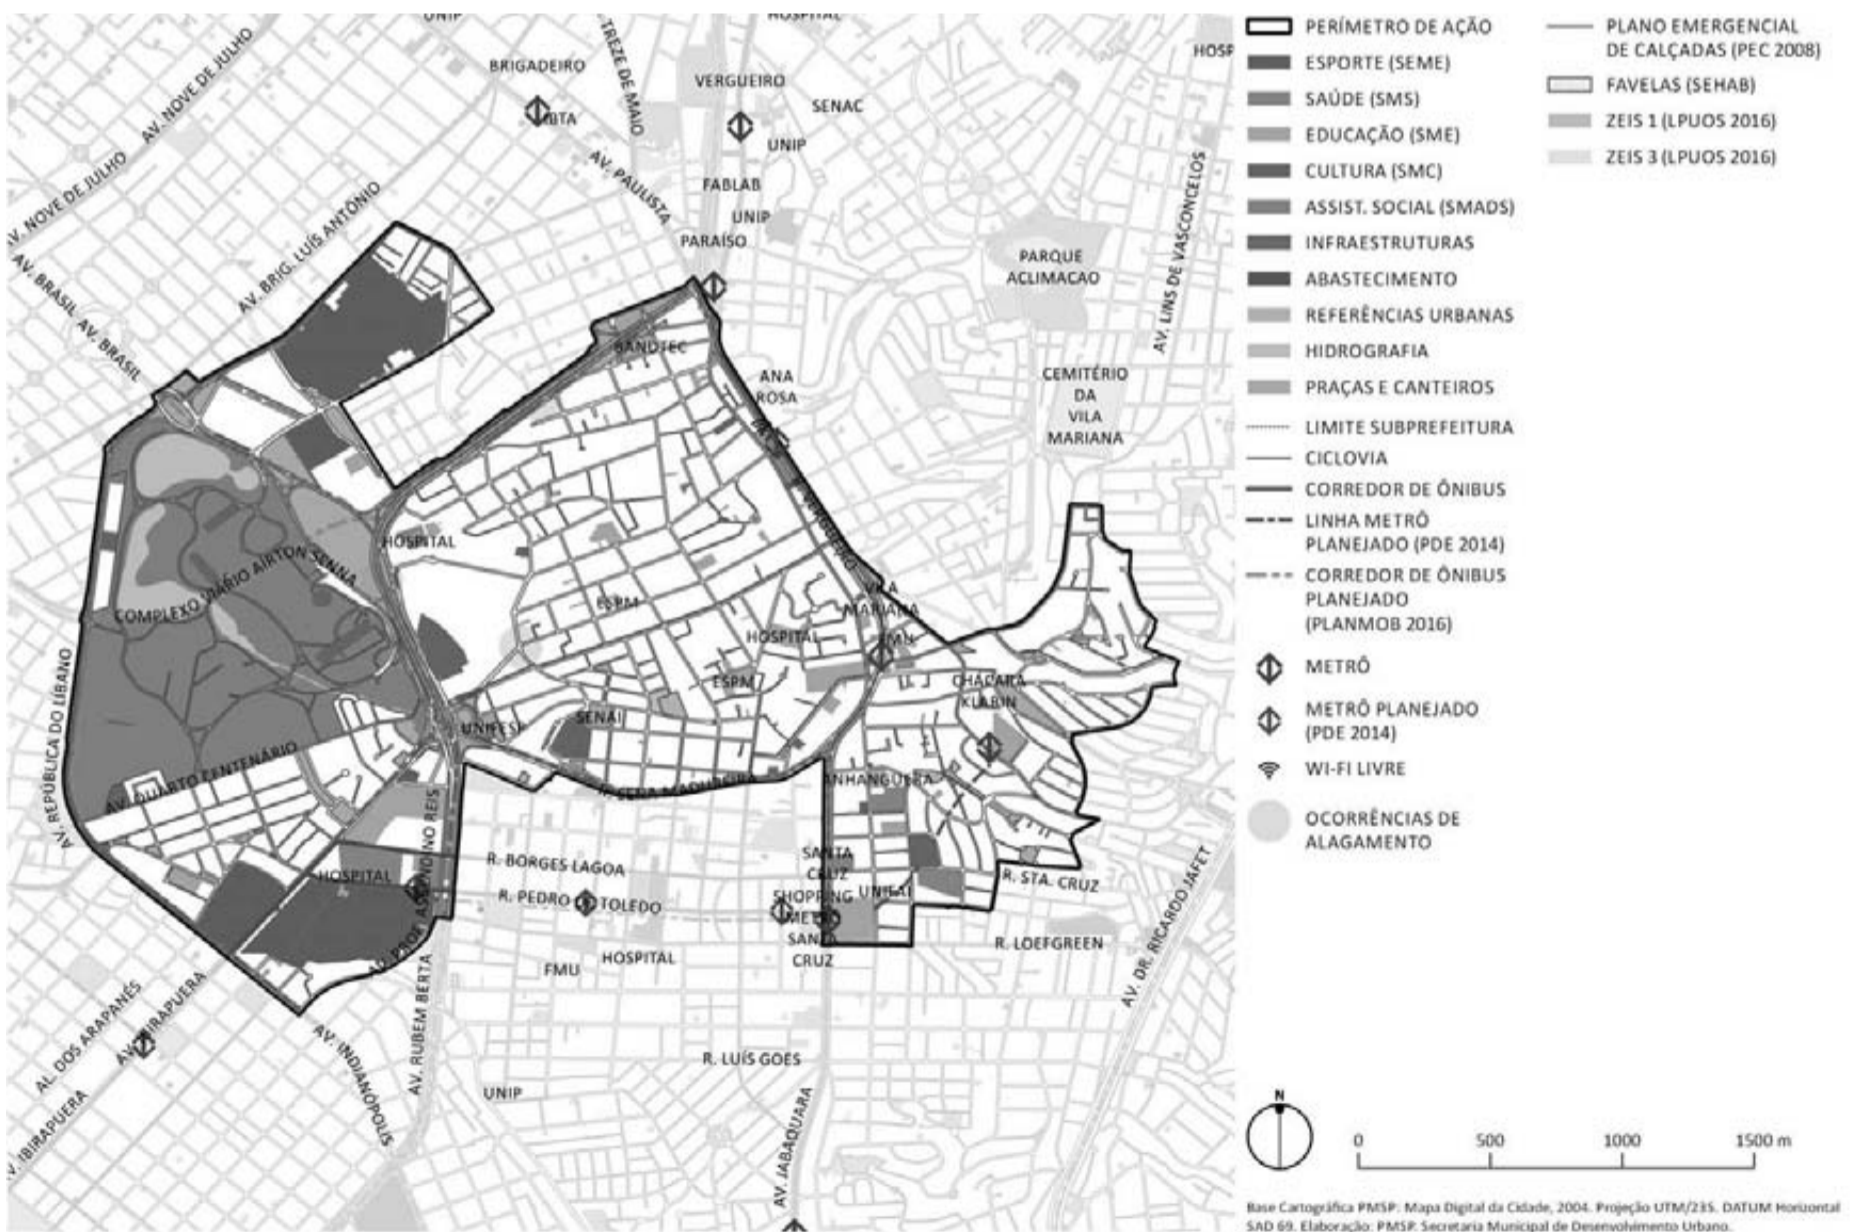 UNIP
HOSPITAL
AV. NOVE DE JULHO
TREZE DE MAIO
BRIGADEIRO
VERGUEIRO
SENAC
UNIP
AV. NOVE DE JULHO
AV. PAULISTA
FABLAB
UNIP
PARAÍSO
AV. BRIG. LUÍS ANTÔNIO
AV. BRASIL
AV. BRASIL
PARQUE
ACLIMACAO
AV. LINS DE VASCONCELOS
BANDTEC
ANA
ROSA
CEMITÉRIO
DA
VILA
MARIANA
HOSPITAL
COMPLEXO VIÁRIO AIRTON SENNA
ESPM
VILA
MARIANA
HOSPITAL
FMU
ESPM
CHÁCARA
KLABIN
AV. REPÚBLICA DO LÍBANO
UNIFESP
SENAI
AV. QUARTO CENTENÁRIO
R. SENA MADUREIRA
ANHANGUERA
R. BORGES LAGOA
HOSPITAL
R. PEDRO
TOLEDO
SANTA
CRUZ
SHOPPING
METRÔ
SANTA
CRUZ
UNIFAI
R. STA. CRUZ
R. LOEFGREEN
HOSPITAL
FMU
AV. DR. RICARDO JAFET
AL. DOS ARAPANÉS
AV. IBIRAPUERA
AV. INDIANÓPOLIS
AV. RUBEM BERTA
R. LUÍS GOES
UNIP
AV. JABAQUARA
IBIRAPUERA
PERÍMETRO DE AÇÃO
ESPORTE (SEME)
SAÚDE (SMS)
EDUCAÇÃO (SME)
CULTURA (SMC)
ASSIST. SOCIAL (SMADS)
INFRAESTRUTURAS
ABASTECIMENTO
REFERÊNCIAS URBANAS
HIDROGRAFIA
PRAÇAS E CANTEIROS
LIMITE SUBPREFEITURA
CICLOVIA
CORREDOR DE ÔNIBUS
LINHA METRÔ
PLANEJADO (PDE 2014)
CORREDOR DE ÔNIBUS
PLANEJADO
(PLANMOB 2016)
METRÔ
METRÔ PLANEJADO
(PDE 2014)
WI-FI LIVRE
OCORRÊNCIAS DE
ALAGAMENTO
PLANO EMERGENCIAL
DE CALÇADAS (PEC 2008)
FAVELAS (SEHAB)
ZEIS 1 (LPUOS 2016)
ZEIS 3 (LPUOS 2016)
N
0 500 1000 1500 m
Base Cartográfica PMSP: Mapa Digital da Cidade, 2004. Projeção UTM/23S. DATUM Horizontal
SAD 69. Elaboração: PMSP. Secretaria Municipal de Desenvolvimento Urbano.